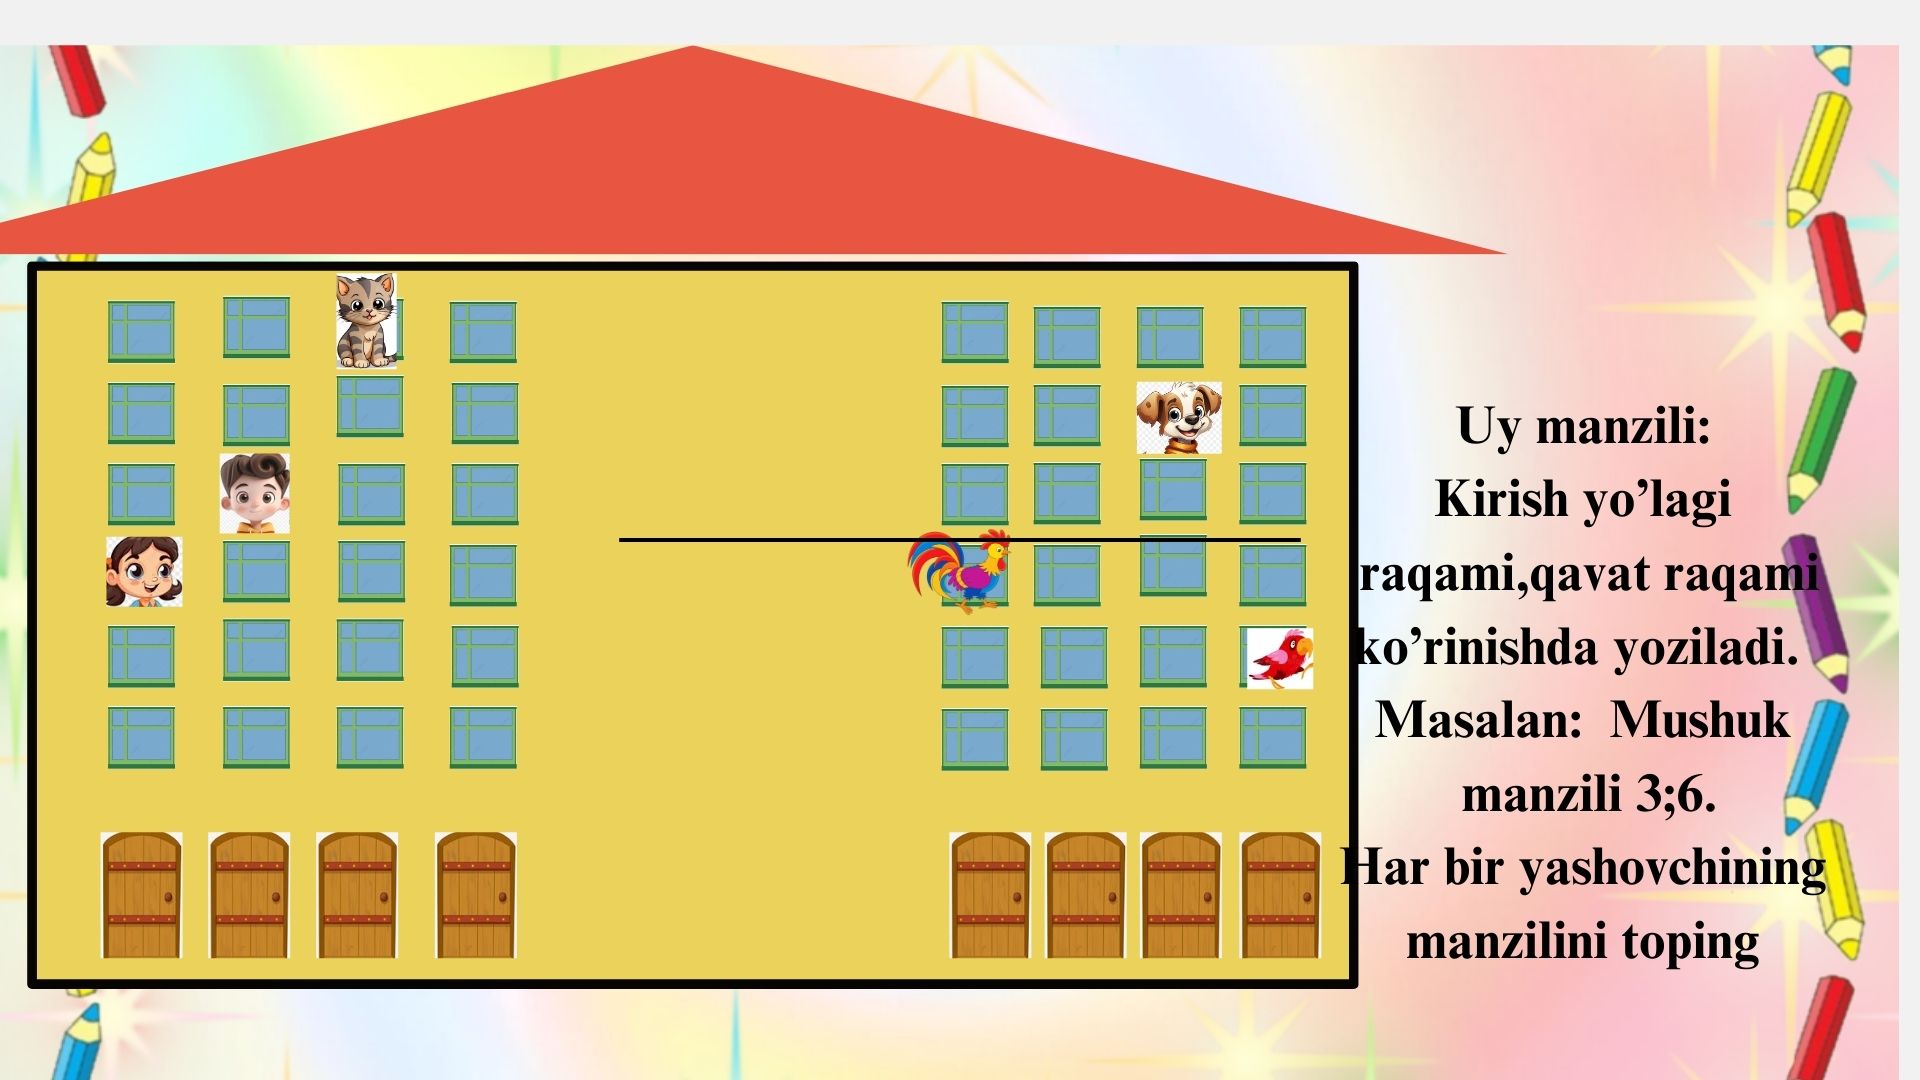 Uy manzili:
Kirish yo’lagi
raqami,qavat raqami
ko’rinishda yoziladi.
Masalan: Mushuk
manzili 3;6.
Har bir yashovchining
manzilini toping